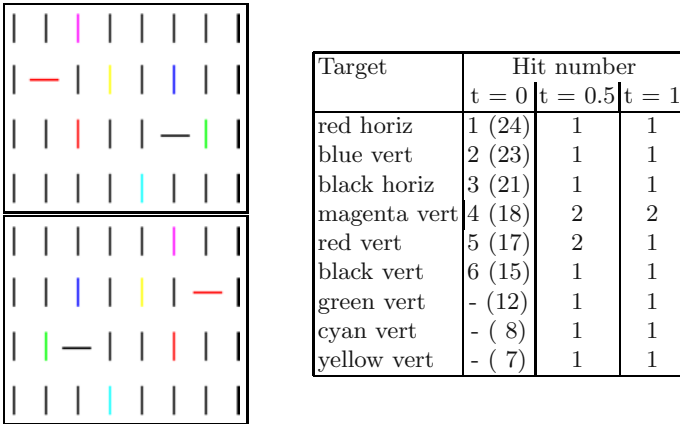 Target Hit number
t = 0 t = 0.5 t = 1
red horiz 1 (24) 1 1
blue vert 2 (23) 1 1
black horiz 3 (21) 1 1
magenta vert 4 (18) 2 2
red vert 5 (17) 2 1
black vert 6 (15) 1 1
green vert - (12) 1 1
cyan vert - ( 8) 1 1
yellow vert - ( 7) 1 1